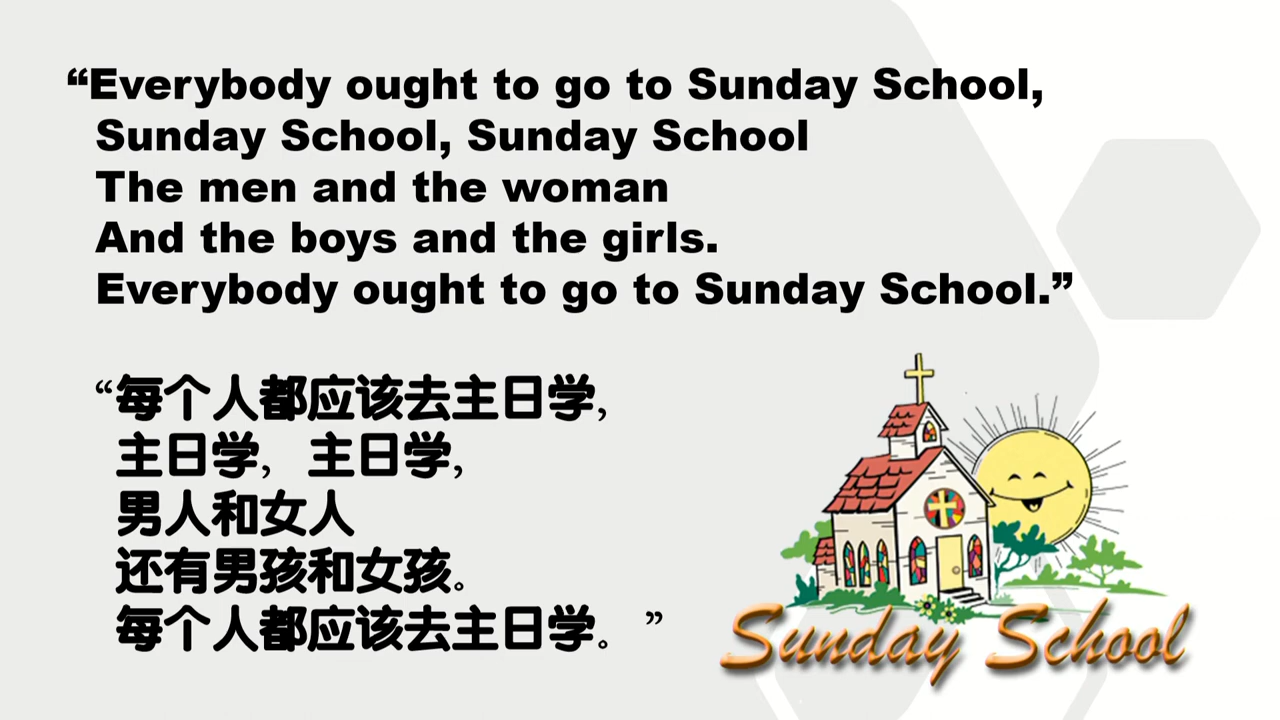 “Everybody ought to go to Sunday School,
Sunday School, Sunday School
The men and the woman
And the boys and the girls.
Everybody ought to go to Sunday School.”
“每个人都应该去主日学,
主日学, 主日学,
男人和女人
还有男孩和女孩。
每个人都应该去主日学。”
Sunday School